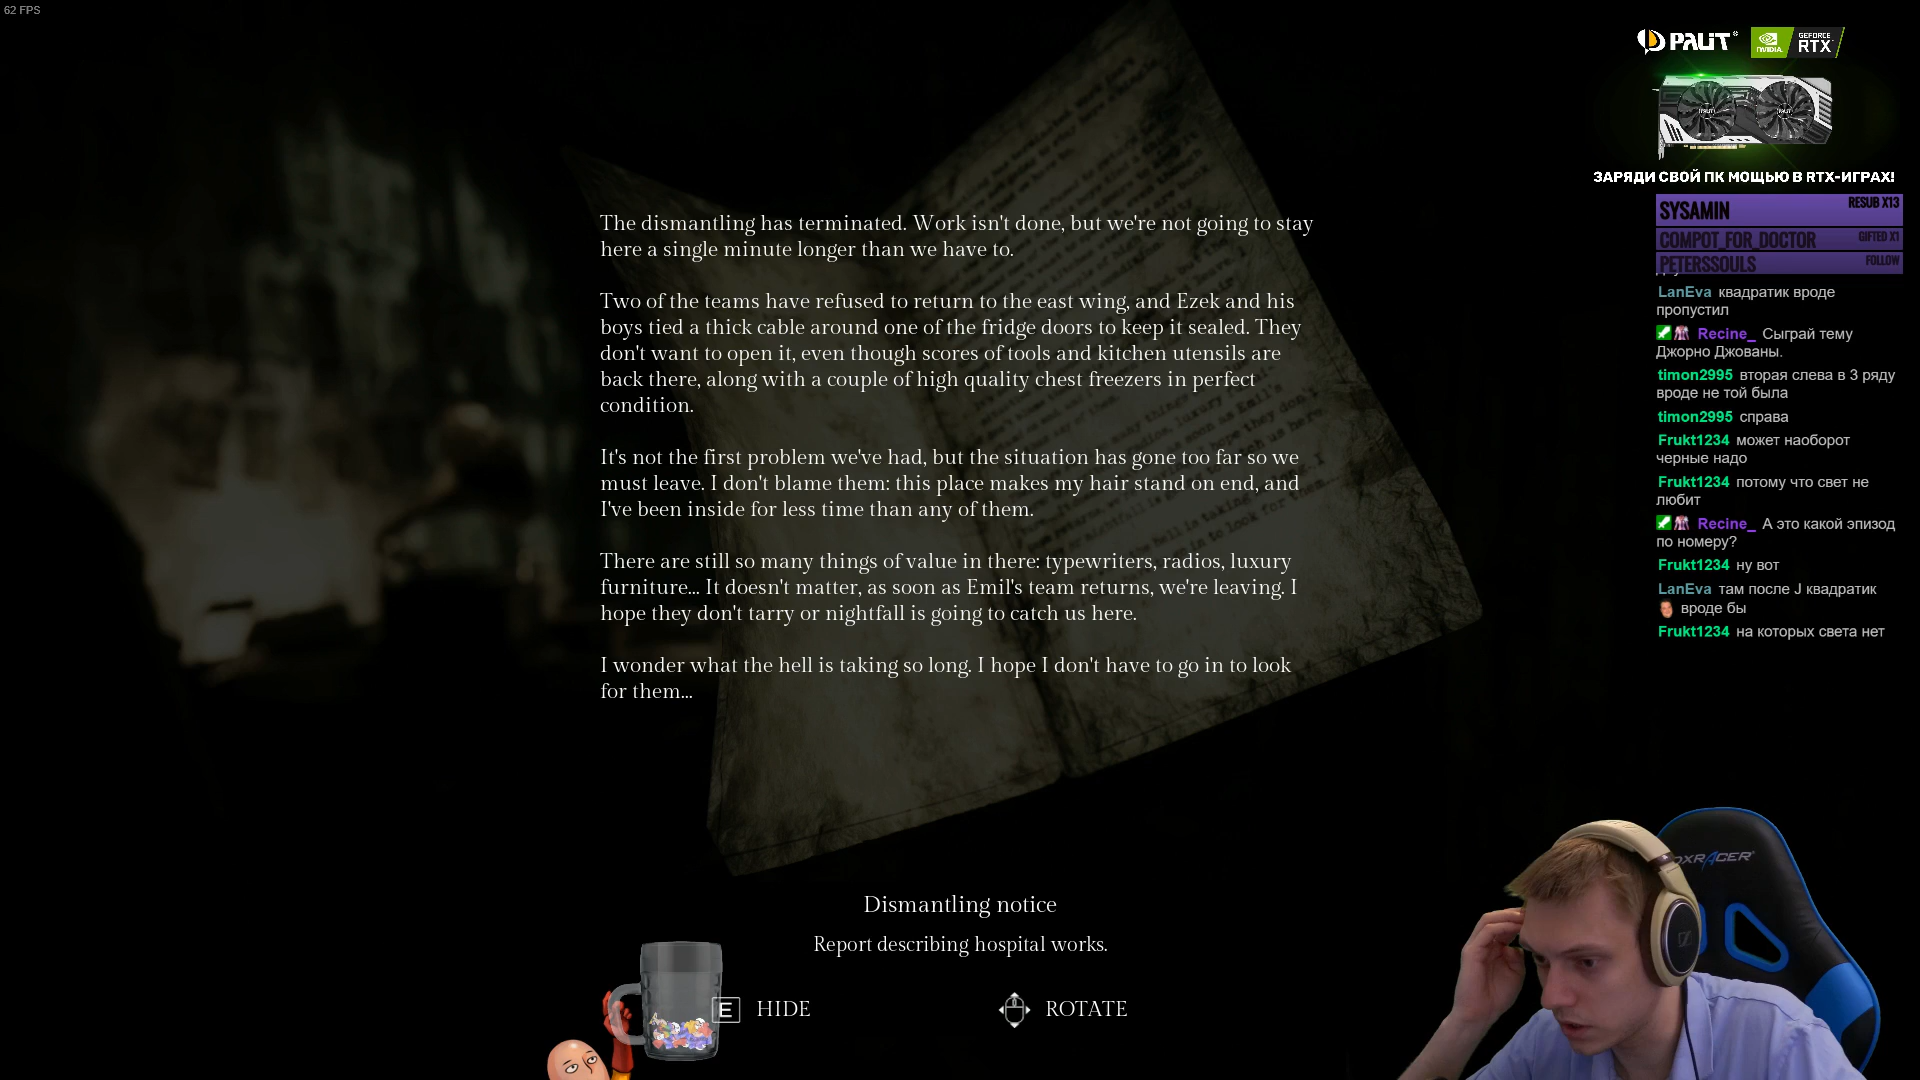 62 FPS
PALIT
NVIDIA
GEFORCE
RTX
ЗАРЯДИ СВОЙ ПК МОЩЬЮ В RTX-ИГРАХ!
SYSAMIN RESUB X13
COMPOT_FOR_DOCTOR GIFTED X1
PETERSSOULS FOLLOW
LanEva квадратик вроде
пропустил
Recine_ Сыграй тему
Джорно Джованы.
timon2995 вторая слева в 3 ряду
вроде не той была
timon2995 справа
Frukt1234 может наоборот
черные надо
Frukt1234 потому что свет не
любит
Recine_ А это какой эпизод
по номеру?
Frukt1234 ну вот
LanEva там после J квадратик
вроде бы
Frukt1234 на которых света нет
The dismantling has terminated. Work isn't done, but we're not going to stay
here a single minute longer than we have to.
Two of the teams have refused to return to the east wing, and Ezek and his
boys tied a thick cable around one of the fridge doors to keep it sealed. They
don't want to open it, even though scores of tools and kitchen utensils are
back there, along with a couple of high quality chest freezers in perfect
condition.
It's not the first problem we've had, but the situation has gone too far so we
must leave. I don't blame them: this place makes my hair stand on end, and
I've been inside for less time than any of them.
There are still so many things of value in there: typewriters, radios, luxury
furniture... It doesn't matter, as soon as Emil's team returns, we're leaving. I
hope they don't tarry or nightfall is going to catch us here.
I wonder what the hell is taking so long. I hope I don't have to go in to look
for them...
Dismantling notice
Report describing hospital works.
E HIDE
ROTATE
DXRACER